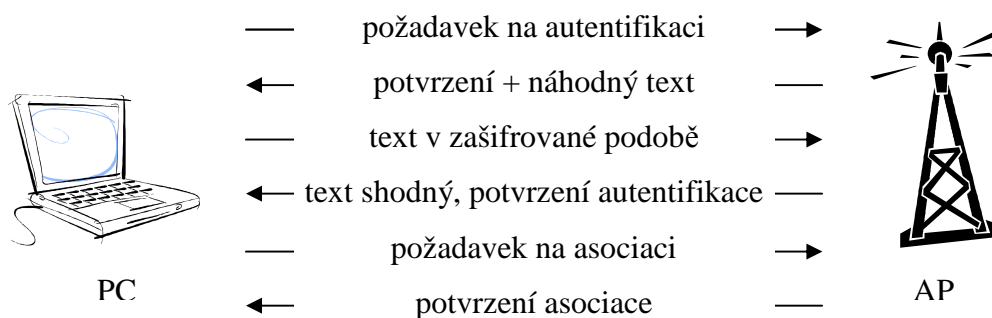 požadavek na autentifikaci
potvrzení + náhodný text
text v zašifrované podobě
text shodný, potvrzení autentifikace
požadavek na asociaci
PC
AP
potvrzení asociace